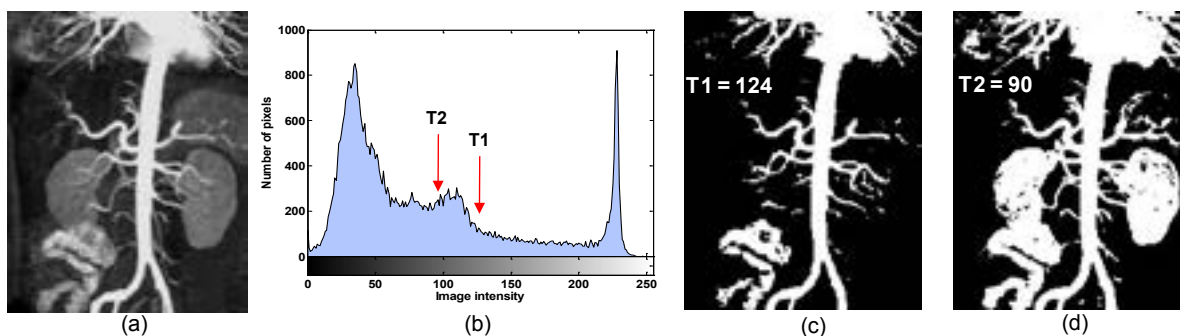 1000
800
600
400
200
0
Number of pixels
T2
T1
0 50 100 150 200 250
Image intensity
T1 = 124
T2 = 90
(a)
(b)
(c)
(d)